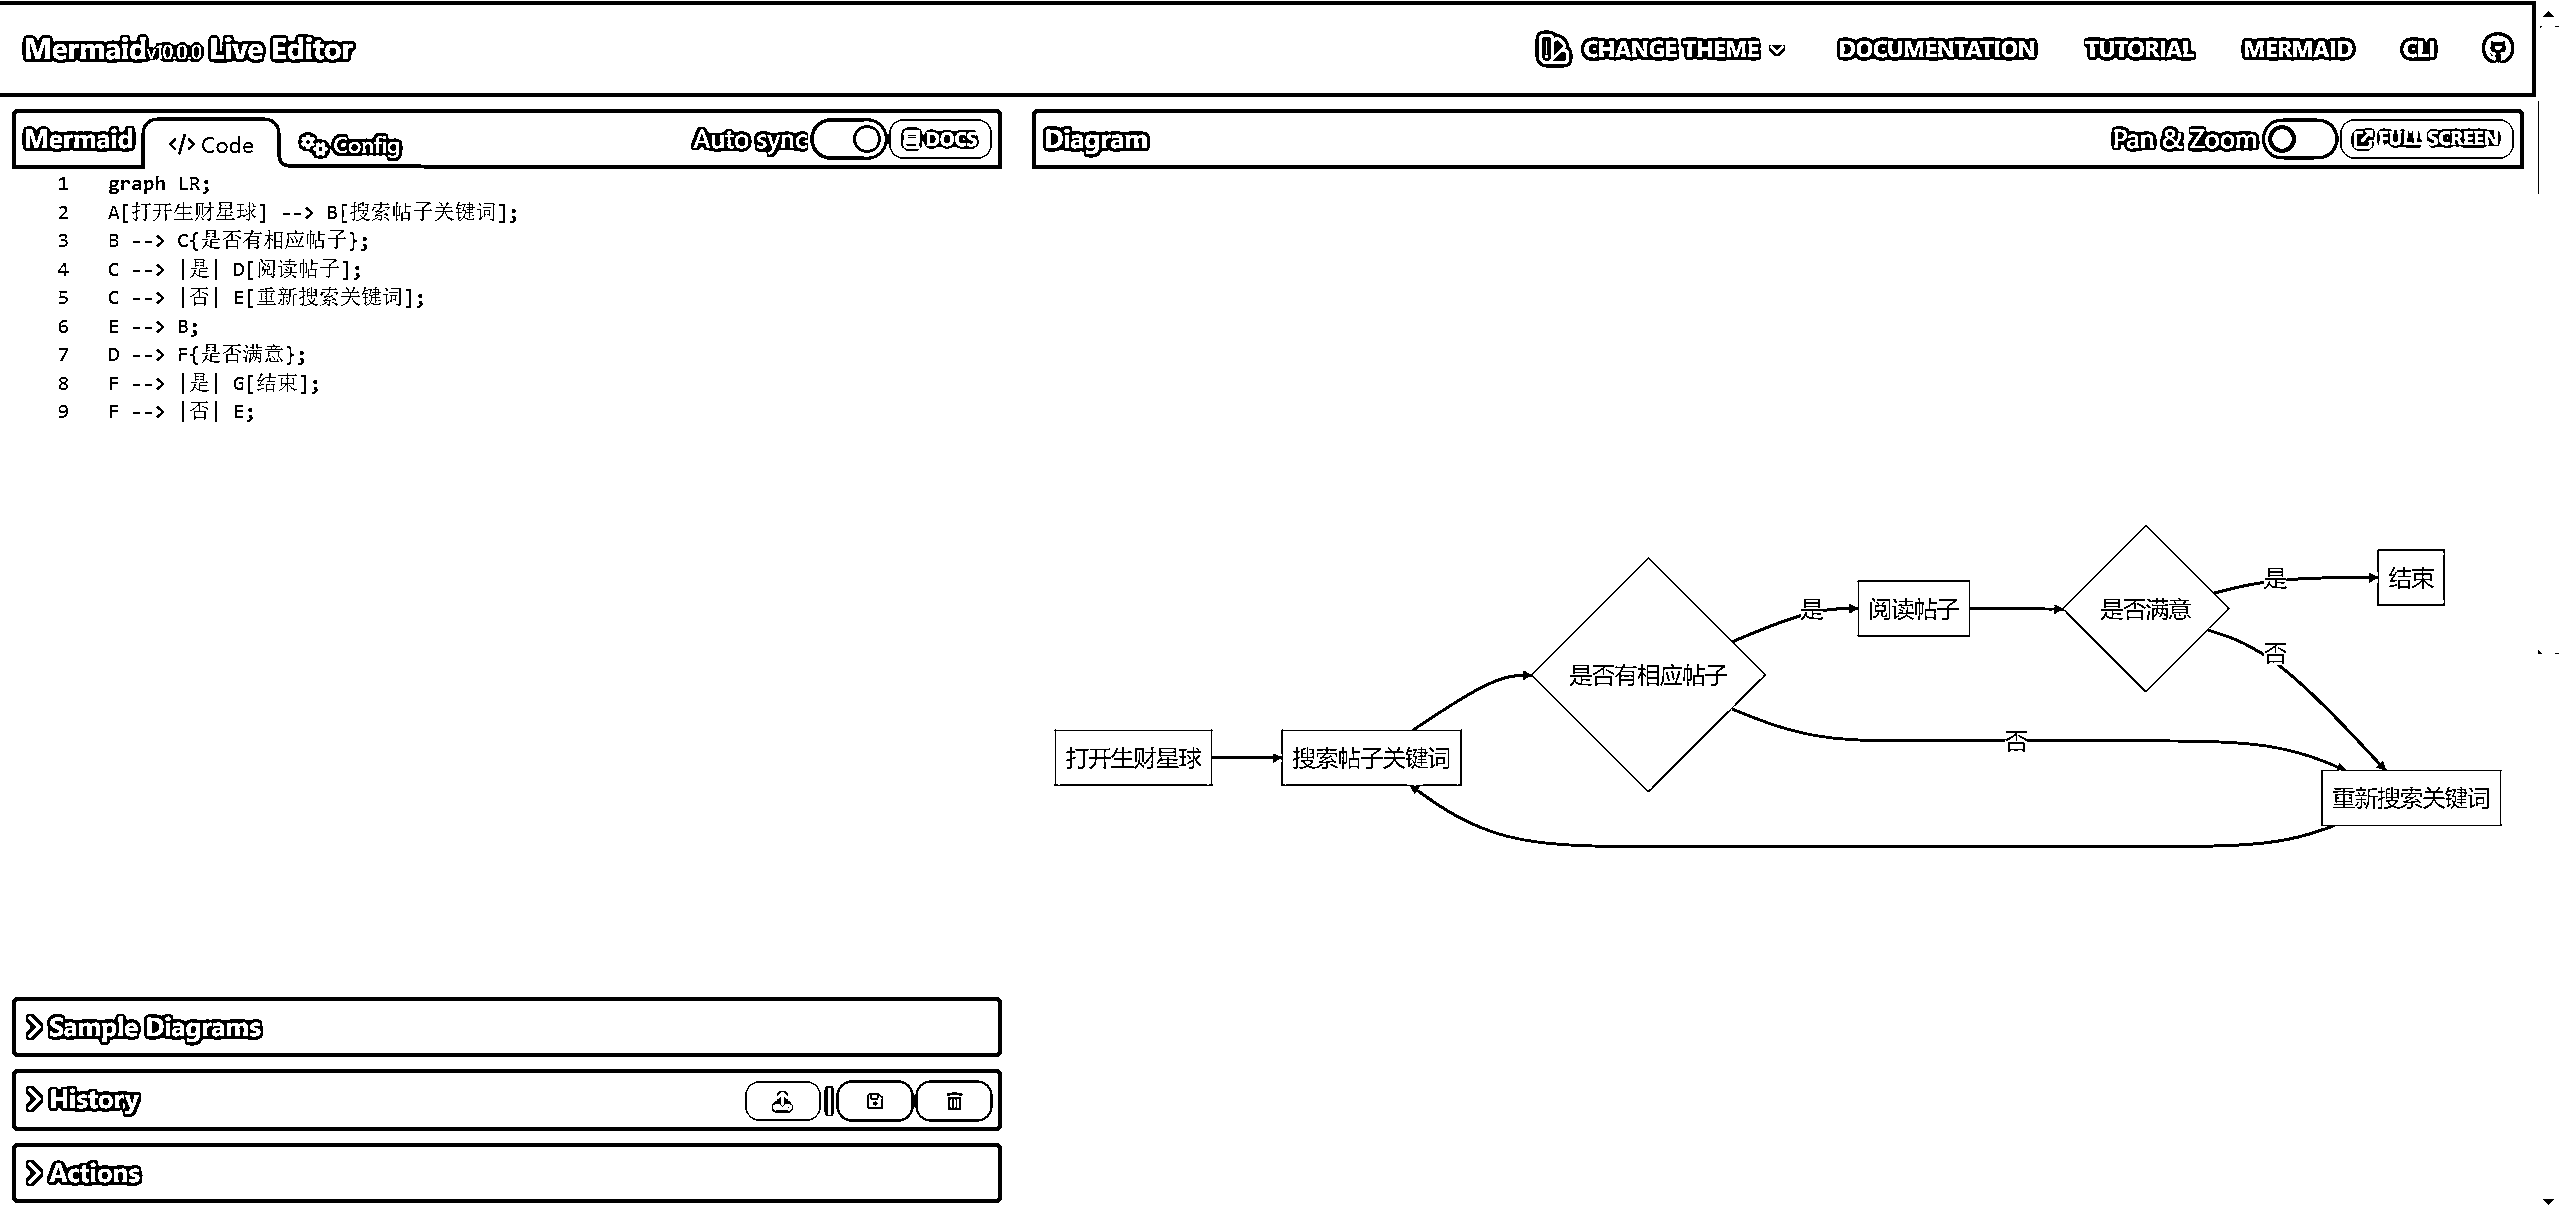 Mermaid v10.0.0 Live Editor
CHANGE THEME
DOCUMENTATION
TUTORIAL
MERMAID
CLI
Mermaid
</> Code
Config
Auto sync
DOCS
1 graph LR;
2 A[打开生财星球] --> B[搜索帖子关键词];
3 B --> C{是否有相应帖子};
4 C --> |是| D[阅读帖子];
5 C --> |否| E[重新搜索关键词];
6 E --> B;
7 D --> F{是否满意};
8 F --> |是| G[结束];
9 F --> |否| E;
Sample Diagrams
History
Actions
Diagram
Pan & Zoom
FULL SCREEN
打开生财星球
搜索帖子关键词
是否有相应帖子
是
阅读帖子
是否满意
是
结束
否
否
重新搜索关键词